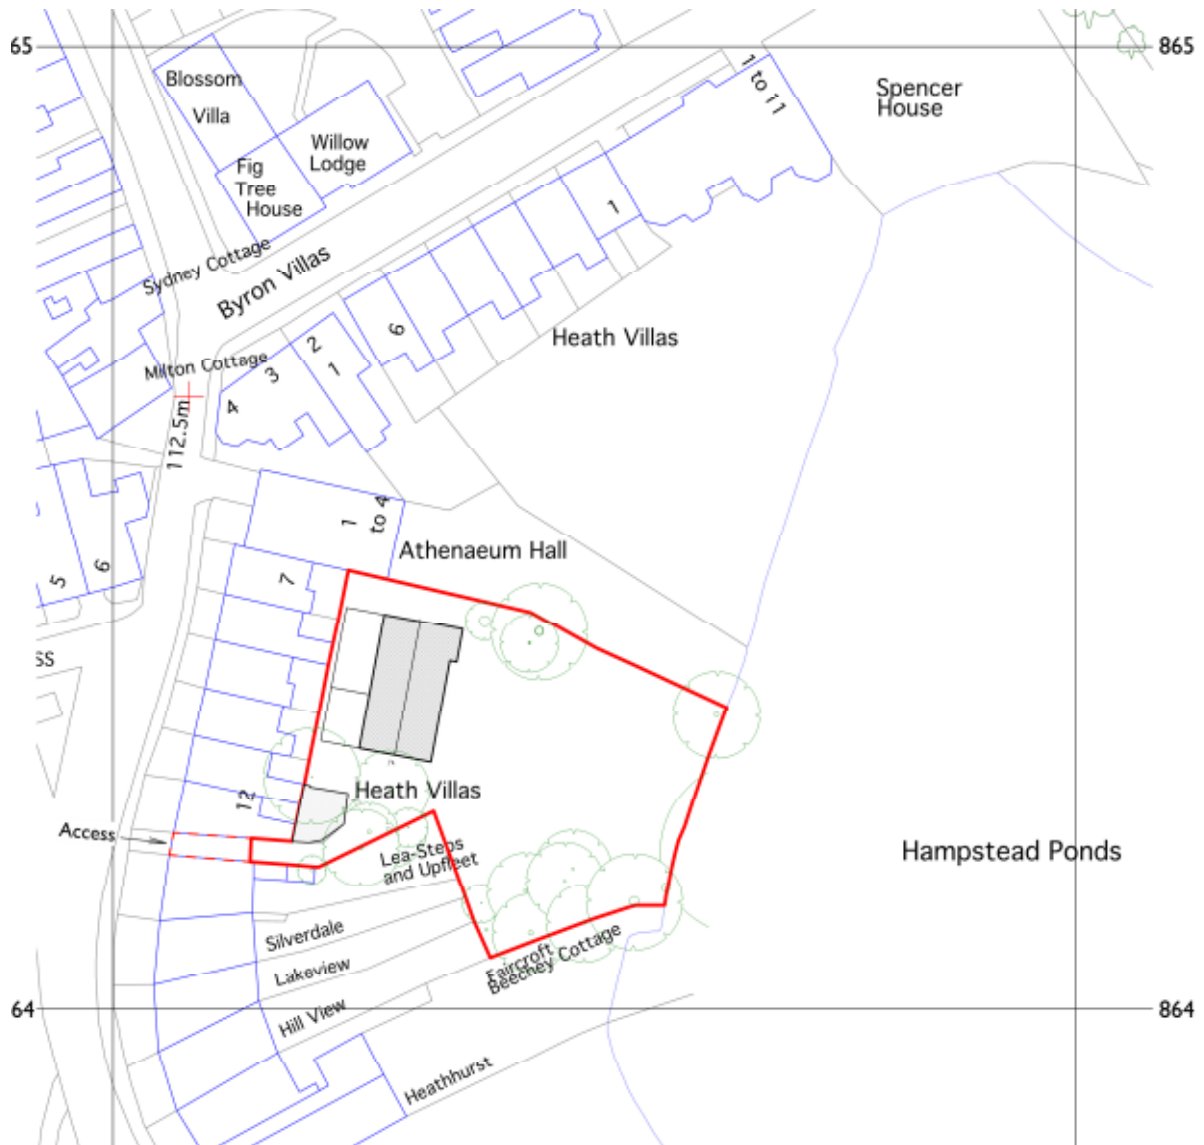 65
865
Blossom
Villa
Willow
Lodge
Fig
Tree
House
1 to 11
Spencer
House
Sydney Cottage
Byron Villas
1
6
Heath Villas
Milton Cottage
2
3
1
4
112.5m
1
to 4
Athenaeum Hall
5
6
7
SS
Heath Villas
12
Access
Lea-Steps
and Upfleet
Hampstead Ponds
Silverdale
Lakeview
Faircroft
Beechey Cottage
Hill View
64
864
Heathhurst